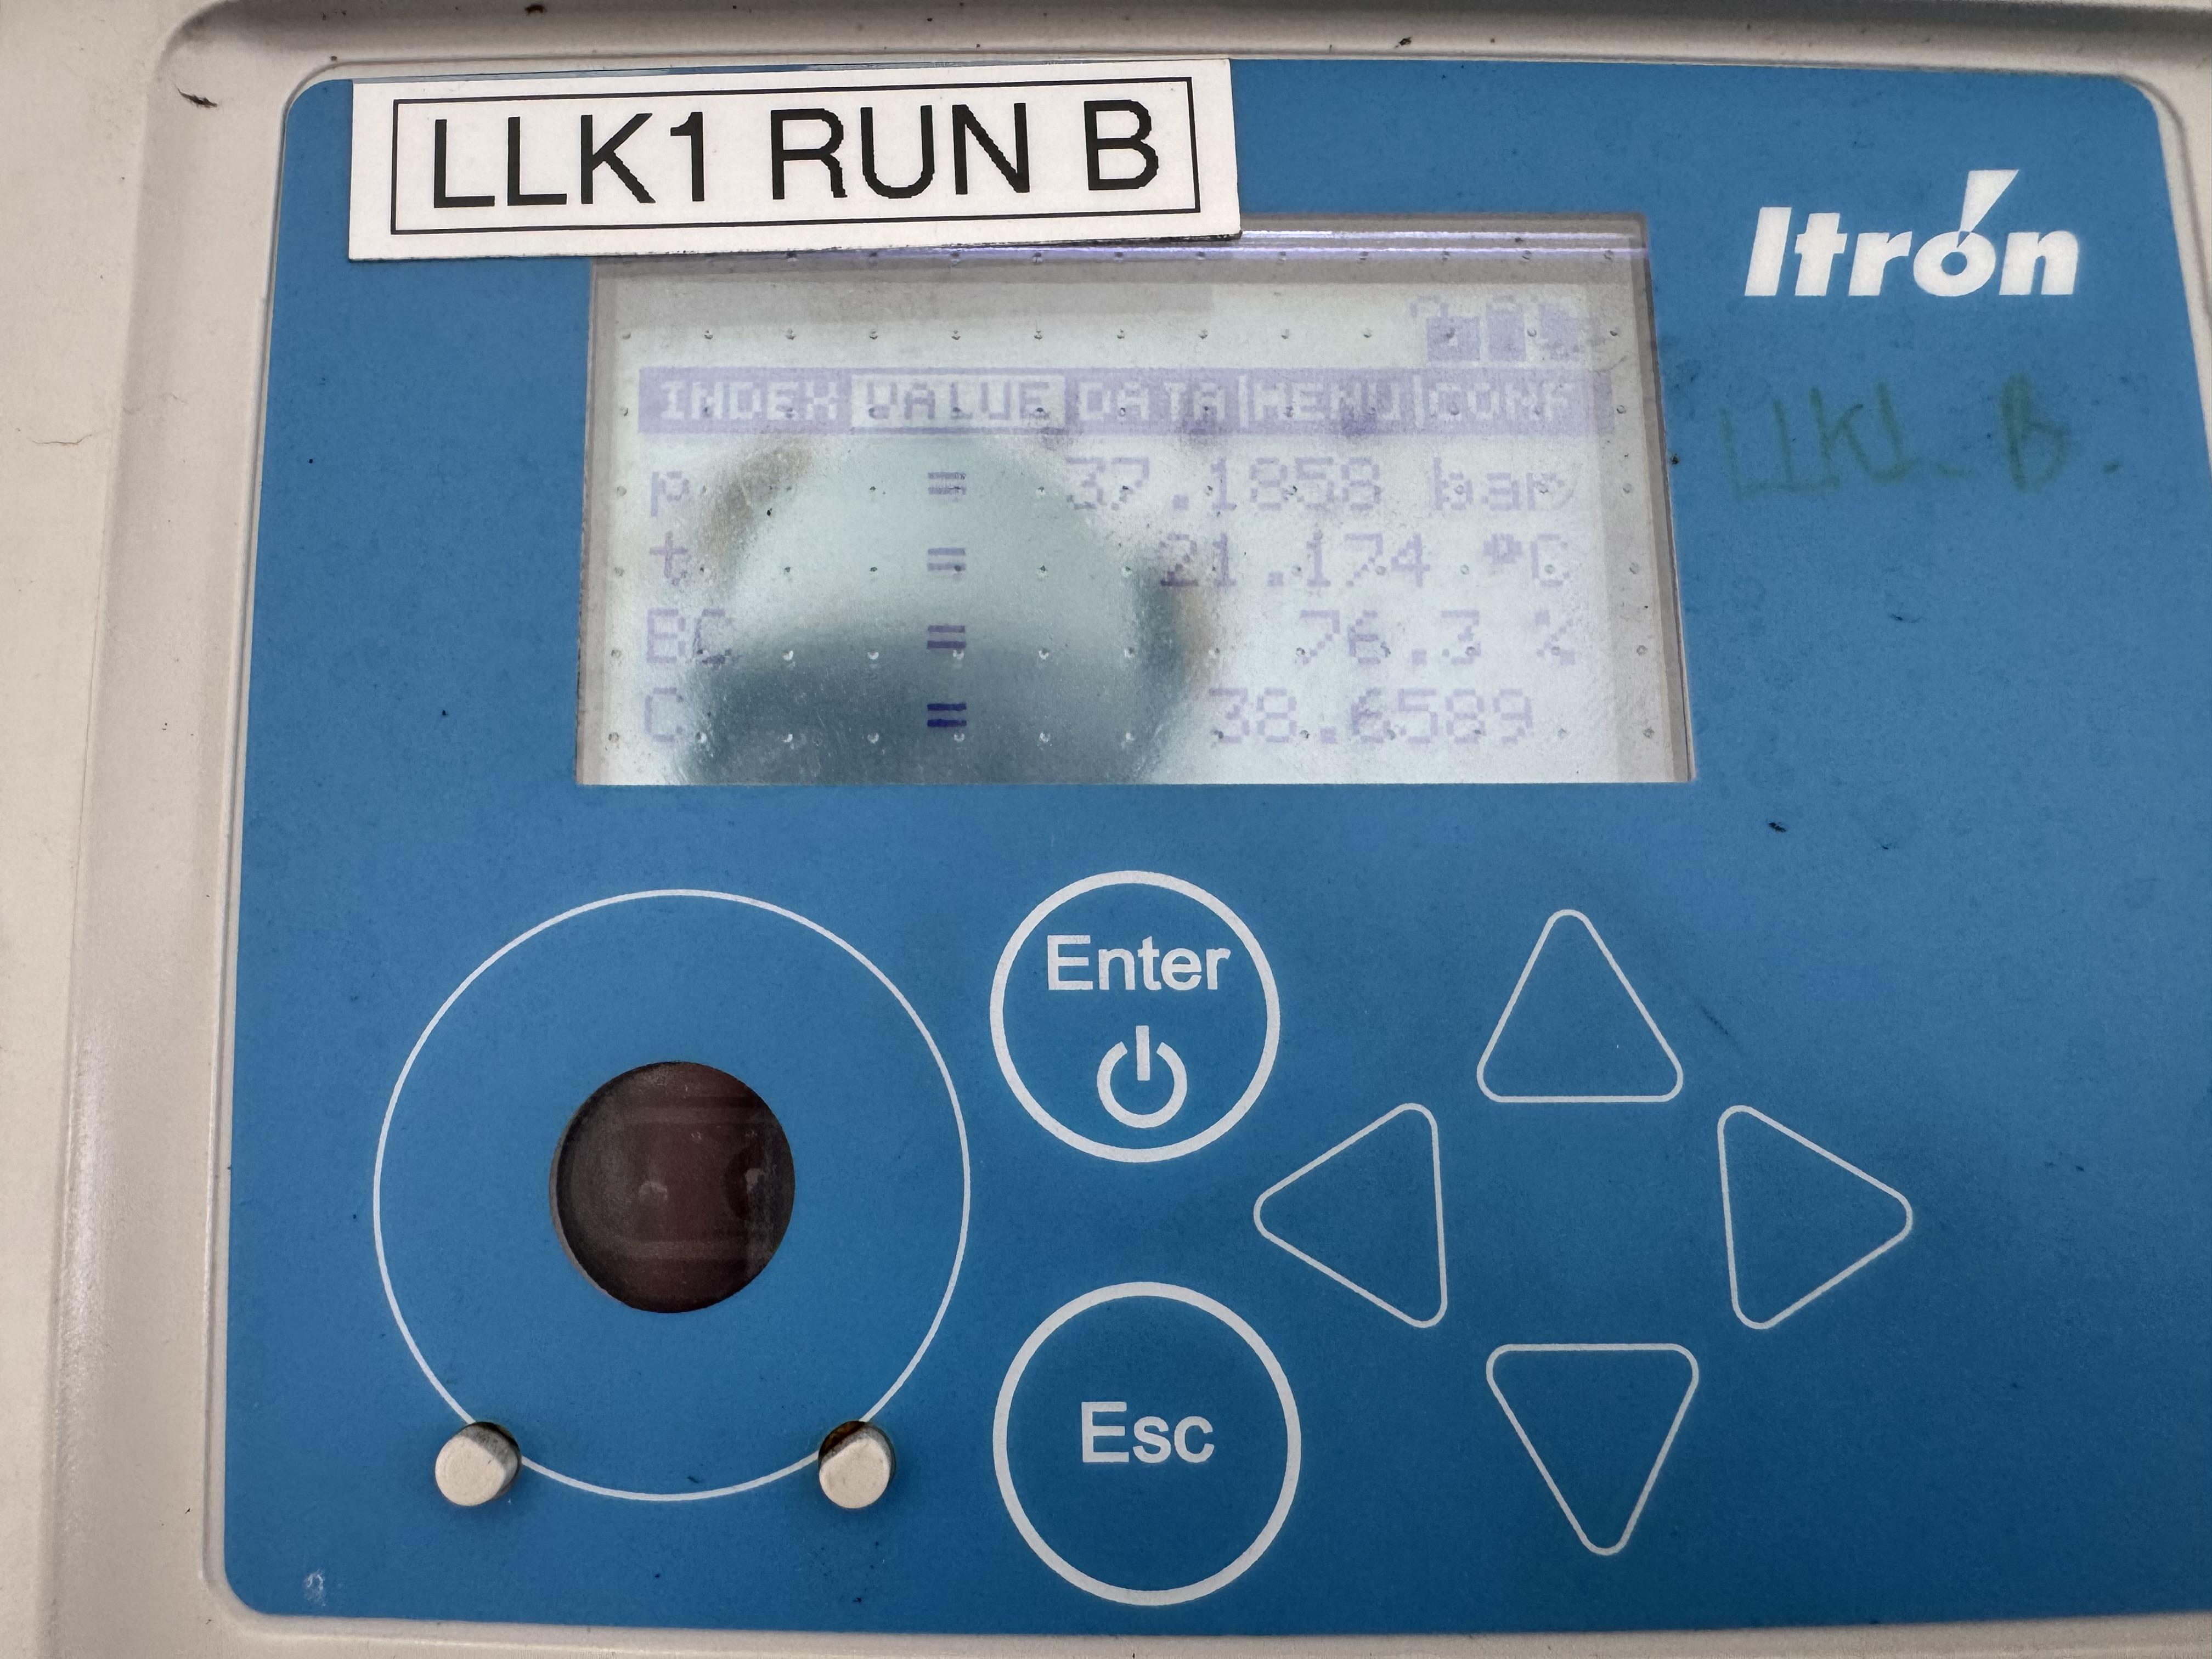 LLK1 RUN B
Itrón
INDEX VALUE DATA|MENU|CONF
LLK1-B.
p = 37.1858 bar
t = 21.174 °C
BC = 76.3 %
C = 38.6589
Enter
Esc